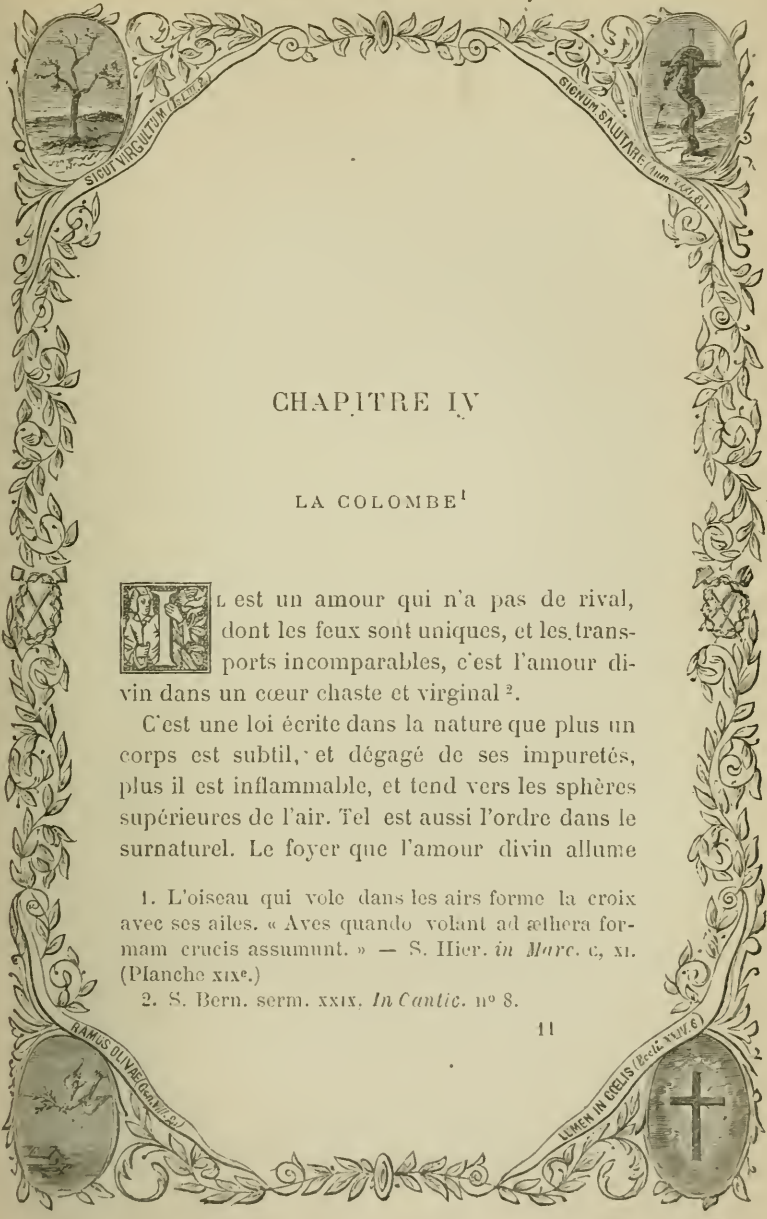 SICUT VIRGULTUM
SIGNUM SALUTARE
CHAPITRE IV
LA COLOMBE¹
IL est un amour qui n'a pas de rival,
dont les feux sont uniques, et les trans-
ports incomparables, c'est l'amour di-
vin dans un cœur chaste et virginal ².
C'est une loi écrite dans la nature que plus un
corps est subtil, et dégagé de ses impuretés,
plus il est inflammable, et tend vers les sphères
supérieures de l'air. Tel est aussi l'ordre dans le
surnaturel. Le foyer que l'amour divin allume
1. L'oiseau qui vole dans les airs forme la croix
avec ses ailes. « Aves quando volant ad æthera for-
mam crucis assumunt. » — S. Hier. in Marc. c, xi.
(Planche xixᵉ.)
2. S. Bern. serm. xxix, In Cantic. nº 8.
11
RAMUS OLIVAE
LUMEN IN CŒLIS (Eccli. XXIV. 6)